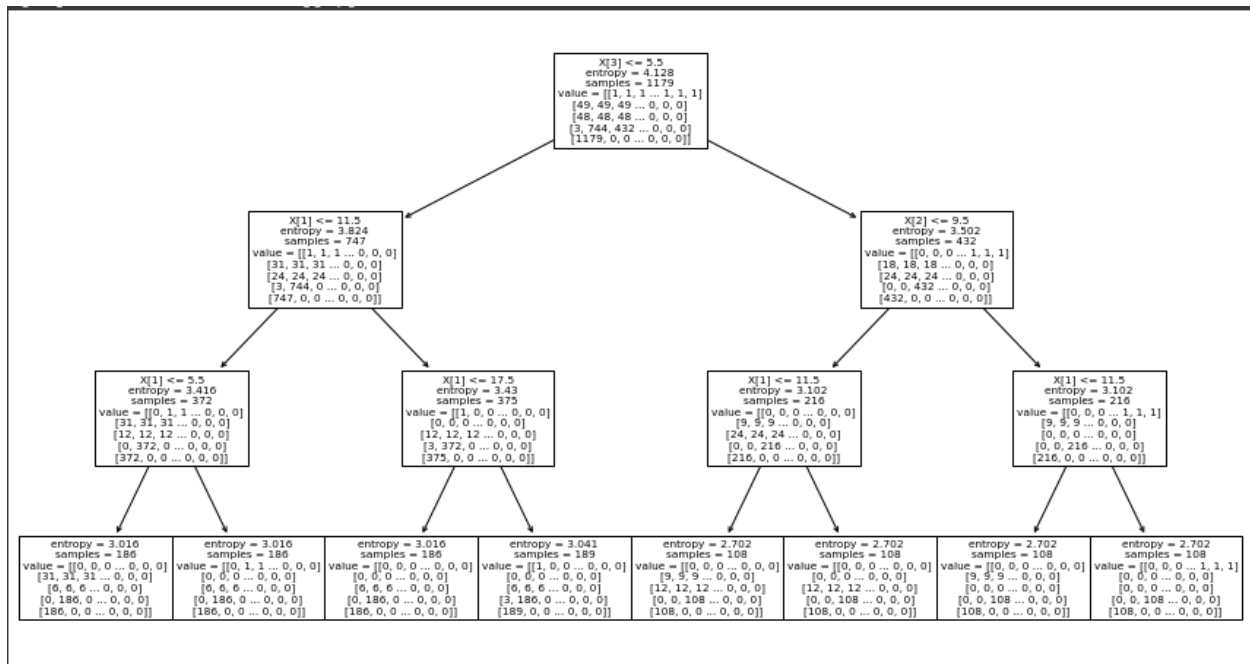 X[3] <= 5.5
entropy = 4.128
samples = 1179
value = [[1, 1, 1 ... 1, 1, 1]
[49, 49, 49 ... 0, 0, 0]
[48, 48, 48 ... 0, 0, 0]
[3, 744, 432 ... 0, 0, 0]
[1179, 0, 0 ... 0, 0, 0]]
X[1] <= 11.5
entropy = 3.824
samples = 747
value = [[1, 1, 1 ... 0, 0, 0]
[31, 31, 31 ... 0, 0, 0]
[24, 24, 24 ... 0, 0, 0]
[3, 744, 0 ... 0, 0, 0]
[747, 0, 0 ... 0, 0, 0]]
X[2] <= 9.5
entropy = 3.502
samples = 432
value = [[0, 0, 0 ... 1, 1, 1]
[18, 18, 18 ... 0, 0, 0]
[24, 24, 24 ... 0, 0, 0]
[0, 0, 432 ... 0, 0, 0]
[432, 0, 0 ... 0, 0, 0]]
X[1] <= 5.5
entropy = 3.416
samples = 372
value = [[0, 1, 1 ... 0, 0, 0]
[31, 31, 31 ... 0, 0, 0]
[12, 12, 12 ... 0, 0, 0]
[0, 372, 0 ... 0, 0, 0]
[372, 0, 0 ... 0, 0, 0]]
X[1] <= 17.5
entropy = 3.43
samples = 375
value = [[1, 0, 0 ... 0, 0, 0]
[0, 0, 0 ... 0, 0, 0]
[12, 12, 12 ... 0, 0, 0]
[3, 372, 0 ... 0, 0, 0]
[375, 0, 0 ... 0, 0, 0]]
X[1] <= 11.5
entropy = 3.102
samples = 216
value = [[0, 0, 0 ... 0, 0, 0]
[9, 9, 9 ... 0, 0, 0]
[24, 24, 24 ... 0, 0, 0]
[0, 0, 216 ... 0, 0, 0]
[216, 0, 0 ... 0, 0, 0]]
X[1] <= 11.5
entropy = 3.102
samples = 216
value = [[0, 0, 0 ... 1, 1, 1]
[9, 9, 9 ... 0, 0, 0]
[0, 0, 0 ... 0, 0, 0]
[0, 0, 216 ... 0, 0, 0]
[216, 0, 0 ... 0, 0, 0]]
entropy = 3.016
samples = 186
value = [[0, 0, 0 ... 0, 0, 0]
[31, 31, 31 ... 0, 0, 0]
[6, 6, 6 ... 0, 0, 0]
[0, 186, 0 ... 0, 0, 0]
[186, 0, 0 ... 0, 0, 0]]
entropy = 3.016
samples = 186
value = [[0, 1, 1 ... 0, 0, 0]
[0, 0, 0 ... 0, 0, 0]
[6, 6, 6 ... 0, 0, 0]
[0, 186, 0 ... 0, 0, 0]
[186, 0, 0 ... 0, 0, 0]]
entropy = 3.016
samples = 186
value = [[0, 0, 0 ... 0, 0, 0]
[0, 0, 0 ... 0, 0, 0]
[6, 6, 6 ... 0, 0, 0]
[0, 186, 0 ... 0, 0, 0]
[186, 0, 0 ... 0, 0, 0]]
entropy = 3.041
samples = 189
value = [[1, 0, 0 ... 0, 0, 0]
[0, 0, 0 ... 0, 0, 0]
[6, 6, 6 ... 0, 0, 0]
[3, 186, 0 ... 0, 0, 0]
[189, 0, 0 ... 0, 0, 0]]
entropy = 2.702
samples = 108
value = [[0, 0, 0 ... 0, 0, 0]
[9, 9, 9 ... 0, 0, 0]
[12, 12, 12 ... 0, 0, 0]
[0, 0, 108 ... 0, 0, 0]
[108, 0, 0 ... 0, 0, 0]]
entropy = 2.702
samples = 108
value = [[0, 0, 0 ... 0, 0, 0]
[0, 0, 0 ... 0, 0, 0]
[12, 12, 12 ... 0, 0, 0]
[0, 0, 108 ... 0, 0, 0]
[108, 0, 0 ... 0, 0, 0]]
entropy = 2.702
samples = 108
value = [[0, 0, 0 ... 0, 0, 0]
[9, 9, 9 ... 0, 0, 0]
[0, 0, 0 ... 0, 0, 0]
[0, 0, 108 ... 0, 0, 0]
[108, 0, 0 ... 0, 0, 0]]
entropy = 2.702
samples = 108
value = [[0, 0, 0 ... 1, 1, 1]
[0, 0, 0 ... 0, 0, 0]
[0, 0, 0 ... 0, 0, 0]
[0, 0, 108 ... 0, 0, 0]
[108, 0, 0 ... 0, 0, 0]]